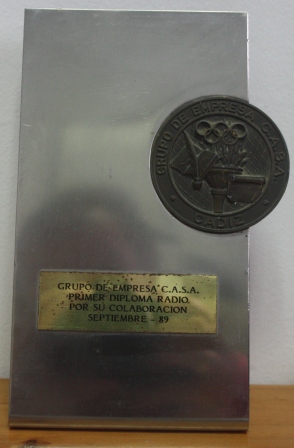 GRUPO DE EMPRESA C.A.S.A.
CADIZ
GRUPO DE EMPRESA C.A.S.A.
PRIMER DIPLOMA RADIO
POR SU COLABORACION
SEPTIEMBRE - 89